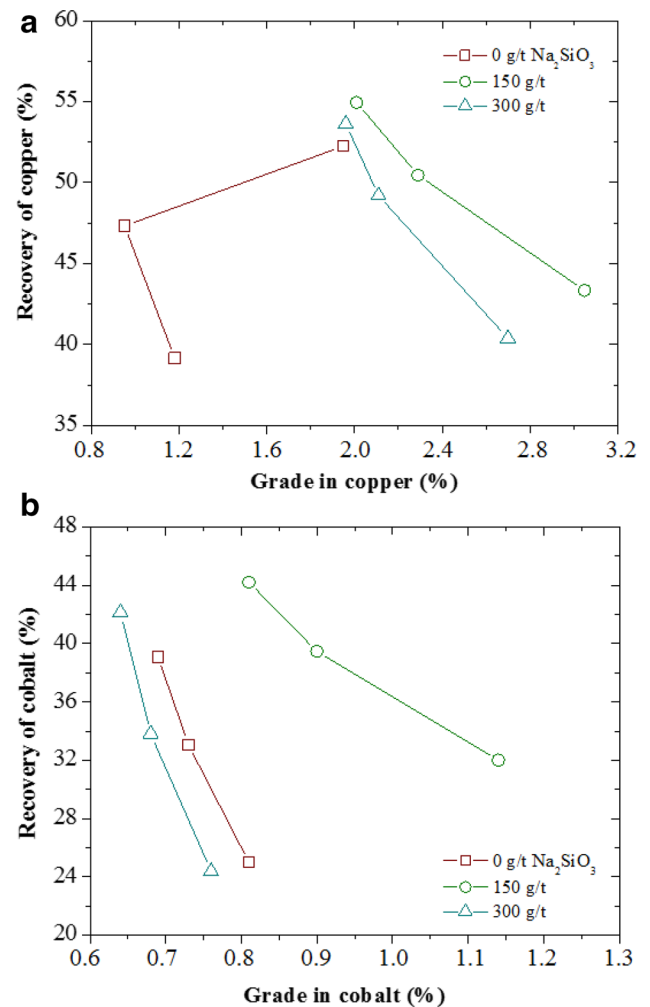 a
0 g/t Na₂SiO₃
150 g/t
300 g/t
60
55
50
45
40
35
Recovery of copper (%)
0.8 1.2 1.6 2.0 2.4 2.8 3.2
Grade in copper (%)
b
48
44
40
36
32
28
24
20
Recovery of cobalt (%)
0 g/t Na₂SiO₃
150 g/t
300 g/t
0.6 0.7 0.8 0.9 1.0 1.1 1.2 1.3
Grade in cobalt (%)